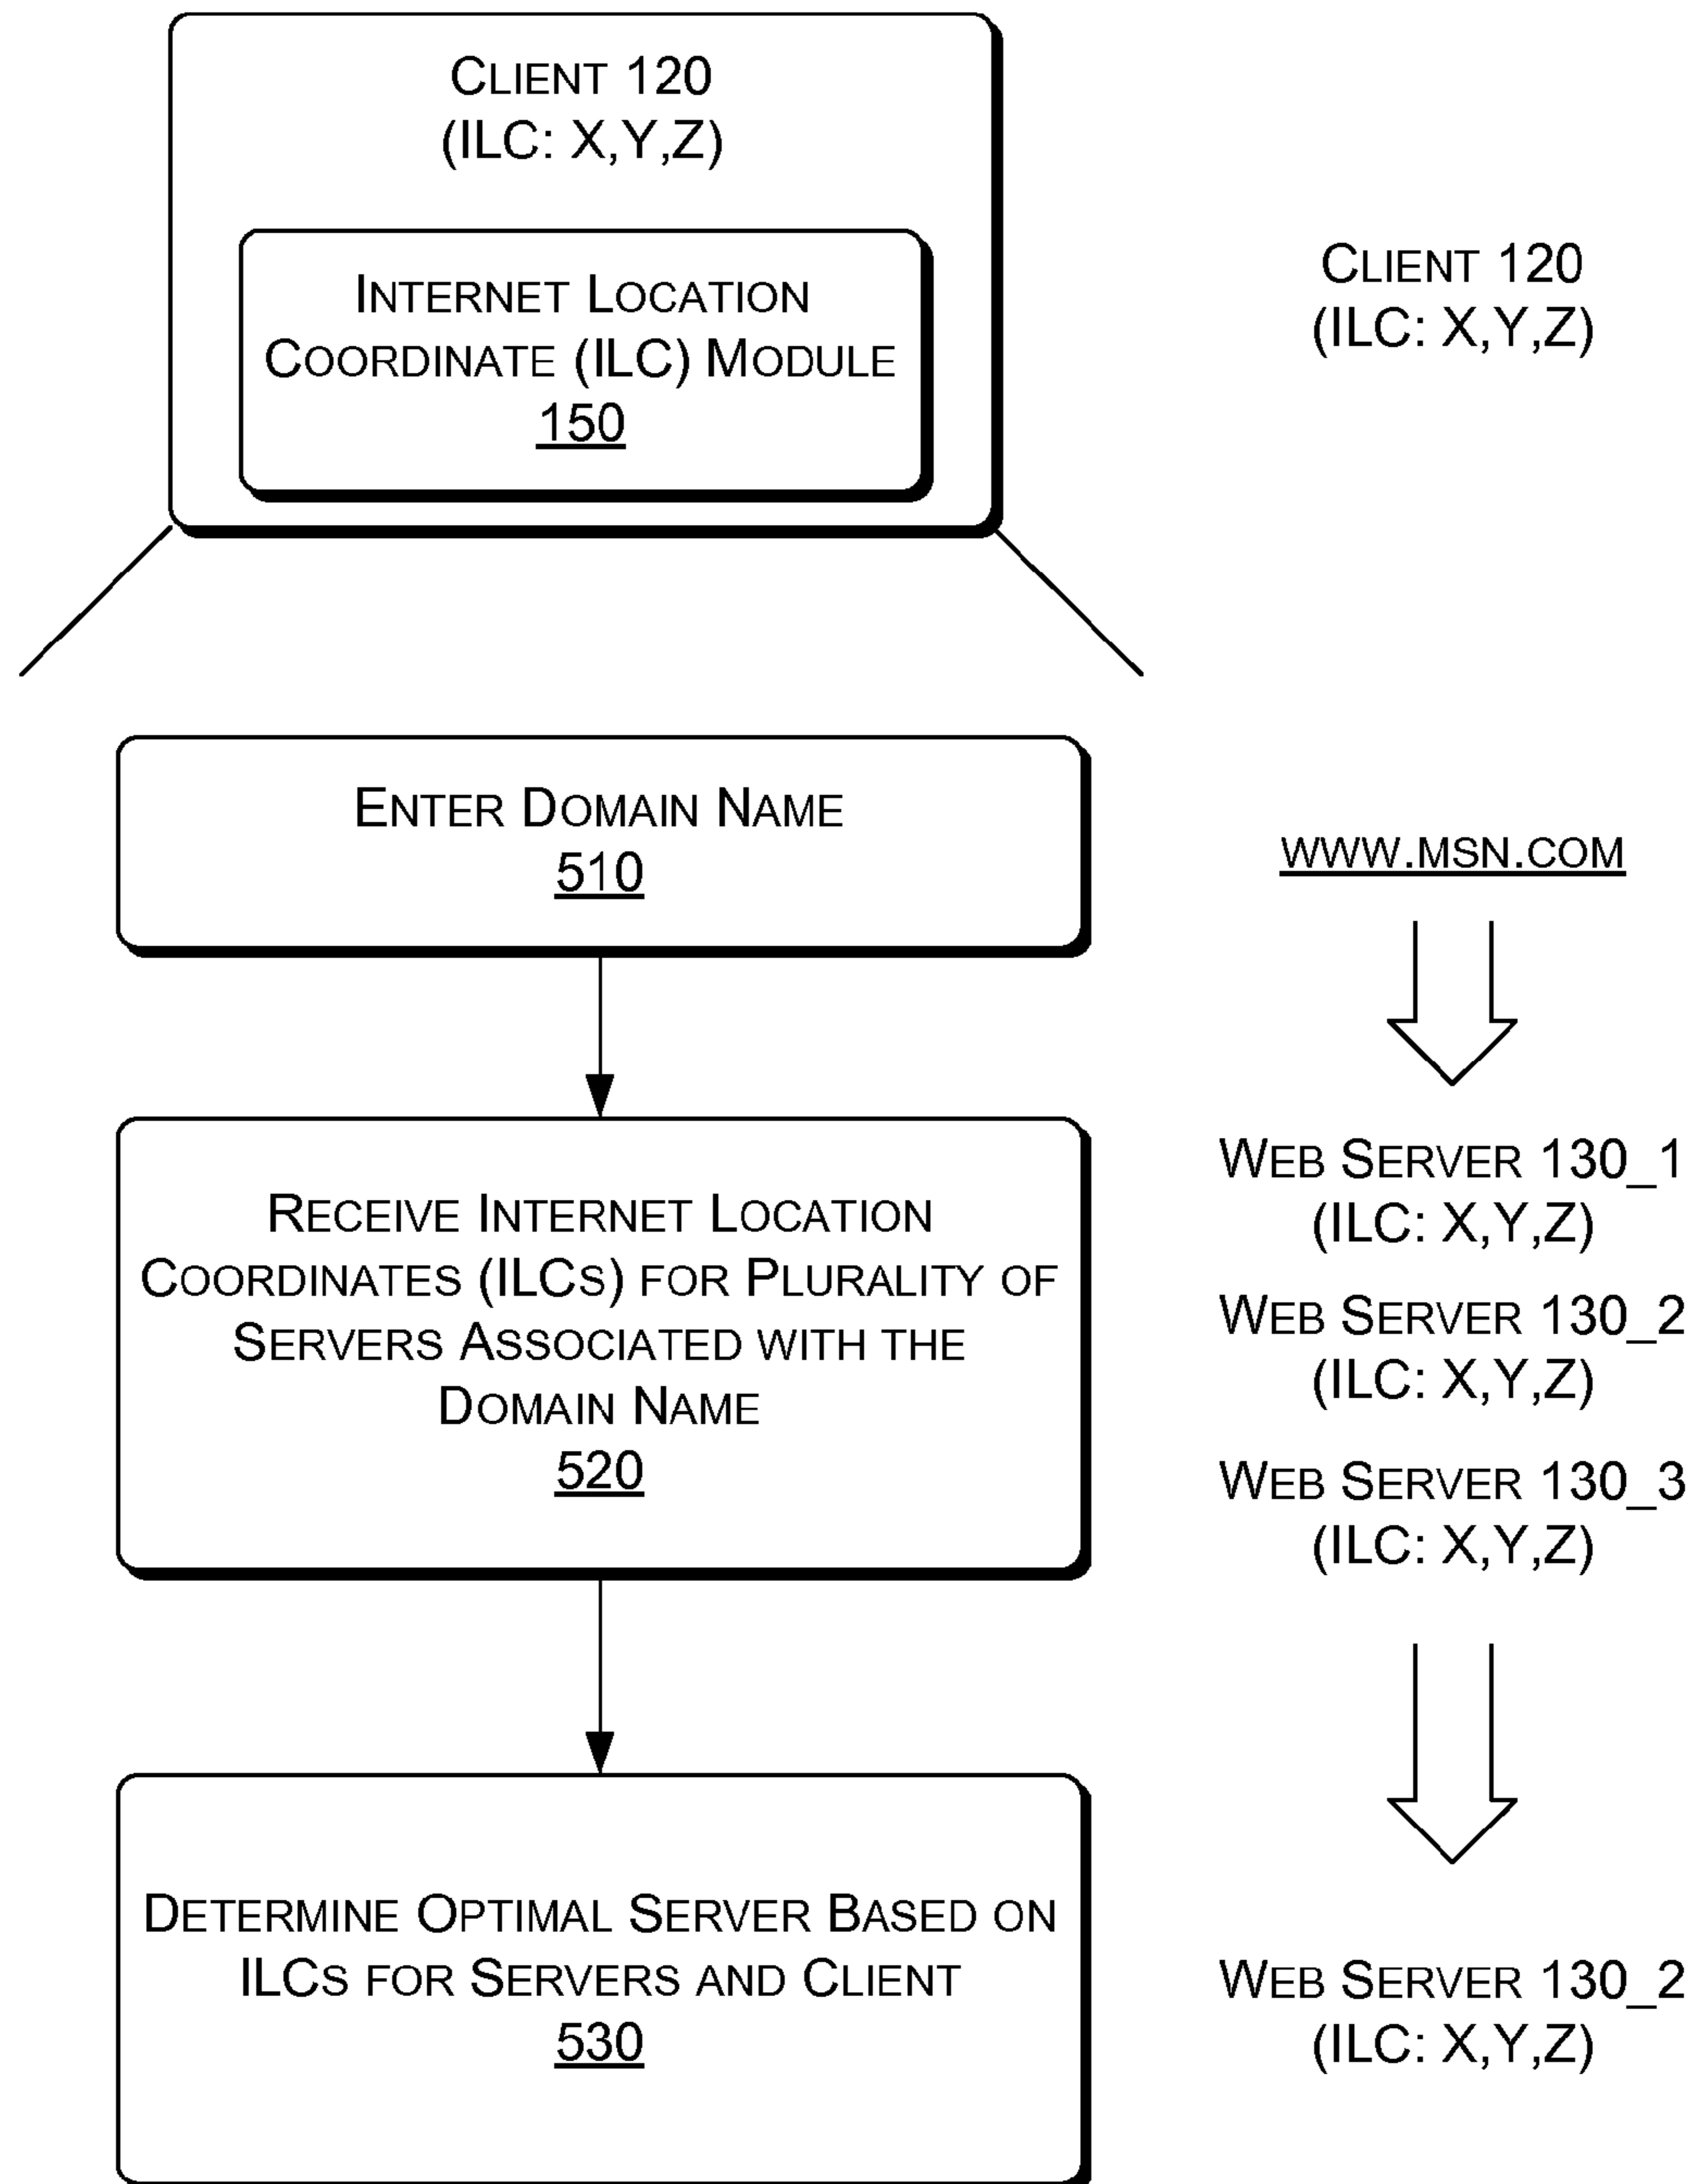 CLIENT 120
(ILC: X,Y,Z)
INTERNET LOCATION
COORDINATE (ILC) MODULE
150
CLIENT 120
(ILC: X,Y,Z)
ENTER DOMAIN NAME
510
WWW.MSN.COM
RECEIVE INTERNET LOCATION
COORDINATES (ILCS) FOR PLURALITY OF
SERVERS ASSOCIATED WITH THE
DOMAIN NAME
520
WEB SERVER 130_1
(ILC: X,Y,Z)
WEB SERVER 130_2
(ILC: X,Y,Z)
WEB SERVER 130_3
(ILC: X,Y,Z)
DETERMINE OPTIMAL SERVER BASED ON
ILCS FOR SERVERS AND CLIENT
530
WEB SERVER 130_2
(ILC: X,Y,Z)